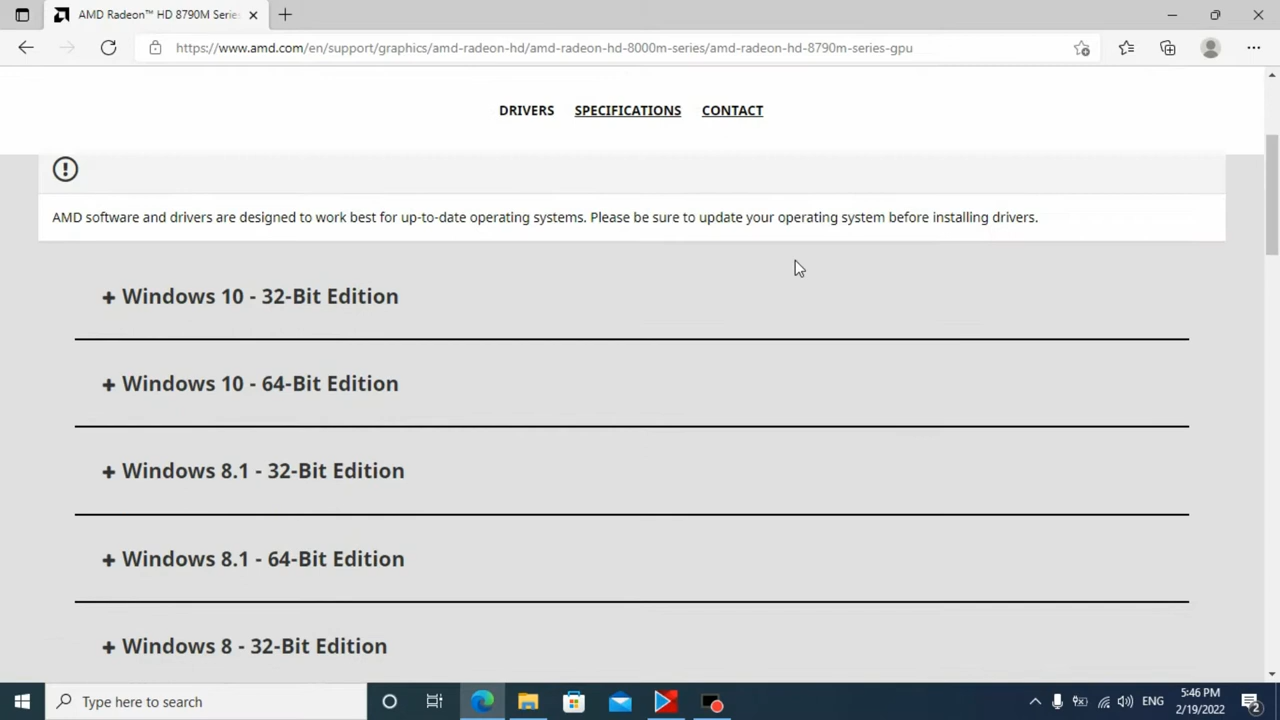 AMD Radeon™ HD 8790M Serie
https://www.amd.com/en/support/graphics/amd-radeon-hd/amd-radeon-hd-8000m-series/amd-radeon-hd-8790m-series-gpu
DRIVERS SPECIFICATIONS CONTACT
AMD software and drivers are designed to work best for up-to-date operating systems. Please be sure to update your operating system before installing drivers.
+ Windows 10 - 32-Bit Edition
+ Windows 10 - 64-Bit Edition
+ Windows 8.1 - 32-Bit Edition
+ Windows 8.1 - 64-Bit Edition
+ Windows 8 - 32-Bit Edition
Type here to search
ENG
5:46 PM
2/19/2022
2